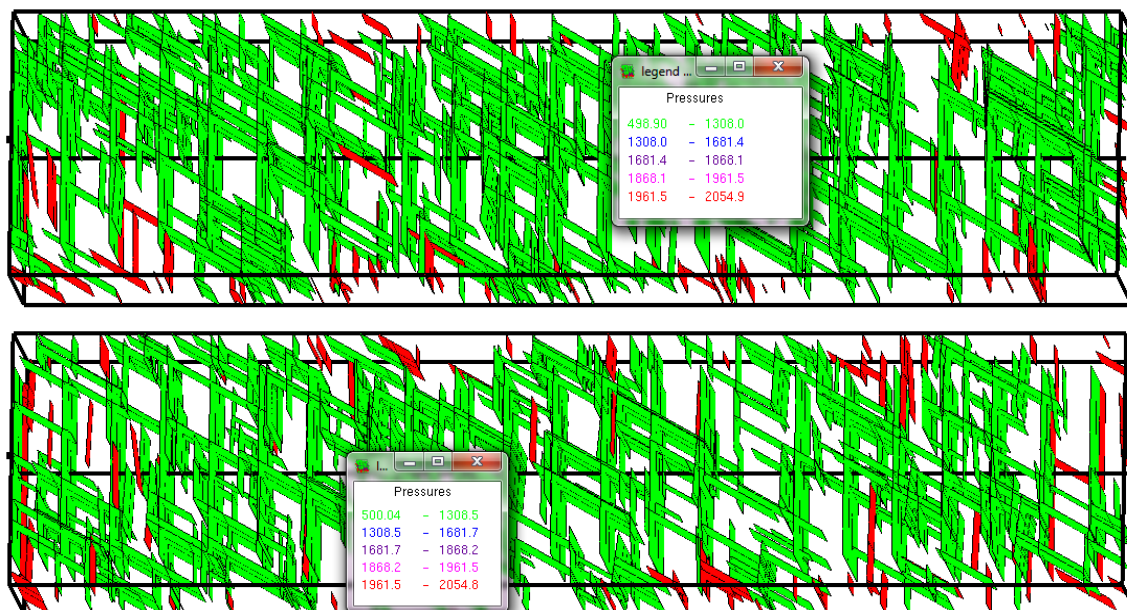 legend ...
Pressures
498.90 - 1308.0
1308.0 - 1681.4
1681.4 - 1868.1
1868.1 - 1961.5
1961.5 - 2054.9
l...
Pressures
500.04 - 1308.5
1308.5 - 1681.7
1681.7 - 1868.2
1868.2 - 1961.5
1961.5 - 2054.8